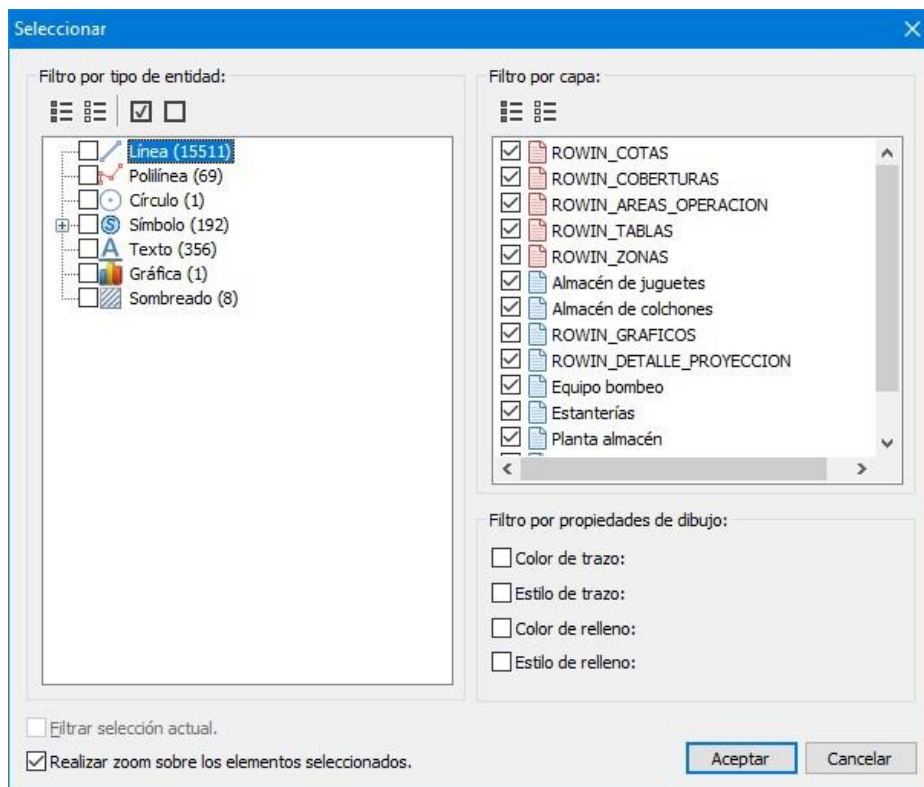 Seleccionar
Filtro por tipo de entidad:
Línea (15511)
Polilínea (69)
Círculo (1)
Símbolo (192)
Texto (356)
Gráfica (1)
Sombreado (8)
Filtro por capa:
ROWIN_COTAS
ROWIN_COBERTURAS
ROWIN_AREAS_OPERACION
ROWIN_TABLAS
ROWIN_ZONAS
Almacén de juguetes
Almacén de colchones
ROWIN_GRAFICOS
ROWIN_DETALLE_PROYECCION
Equipo bombeo
Estanterías
Planta almacén
Filtro por propiedades de dibujo:
Color de trazo:
Estilo de trazo:
Color de relleno:
Estilo de relleno:
Filtrar selección actual.
Realizar zoom sobre los elementos seleccionados.
Aceptar
Cancelar